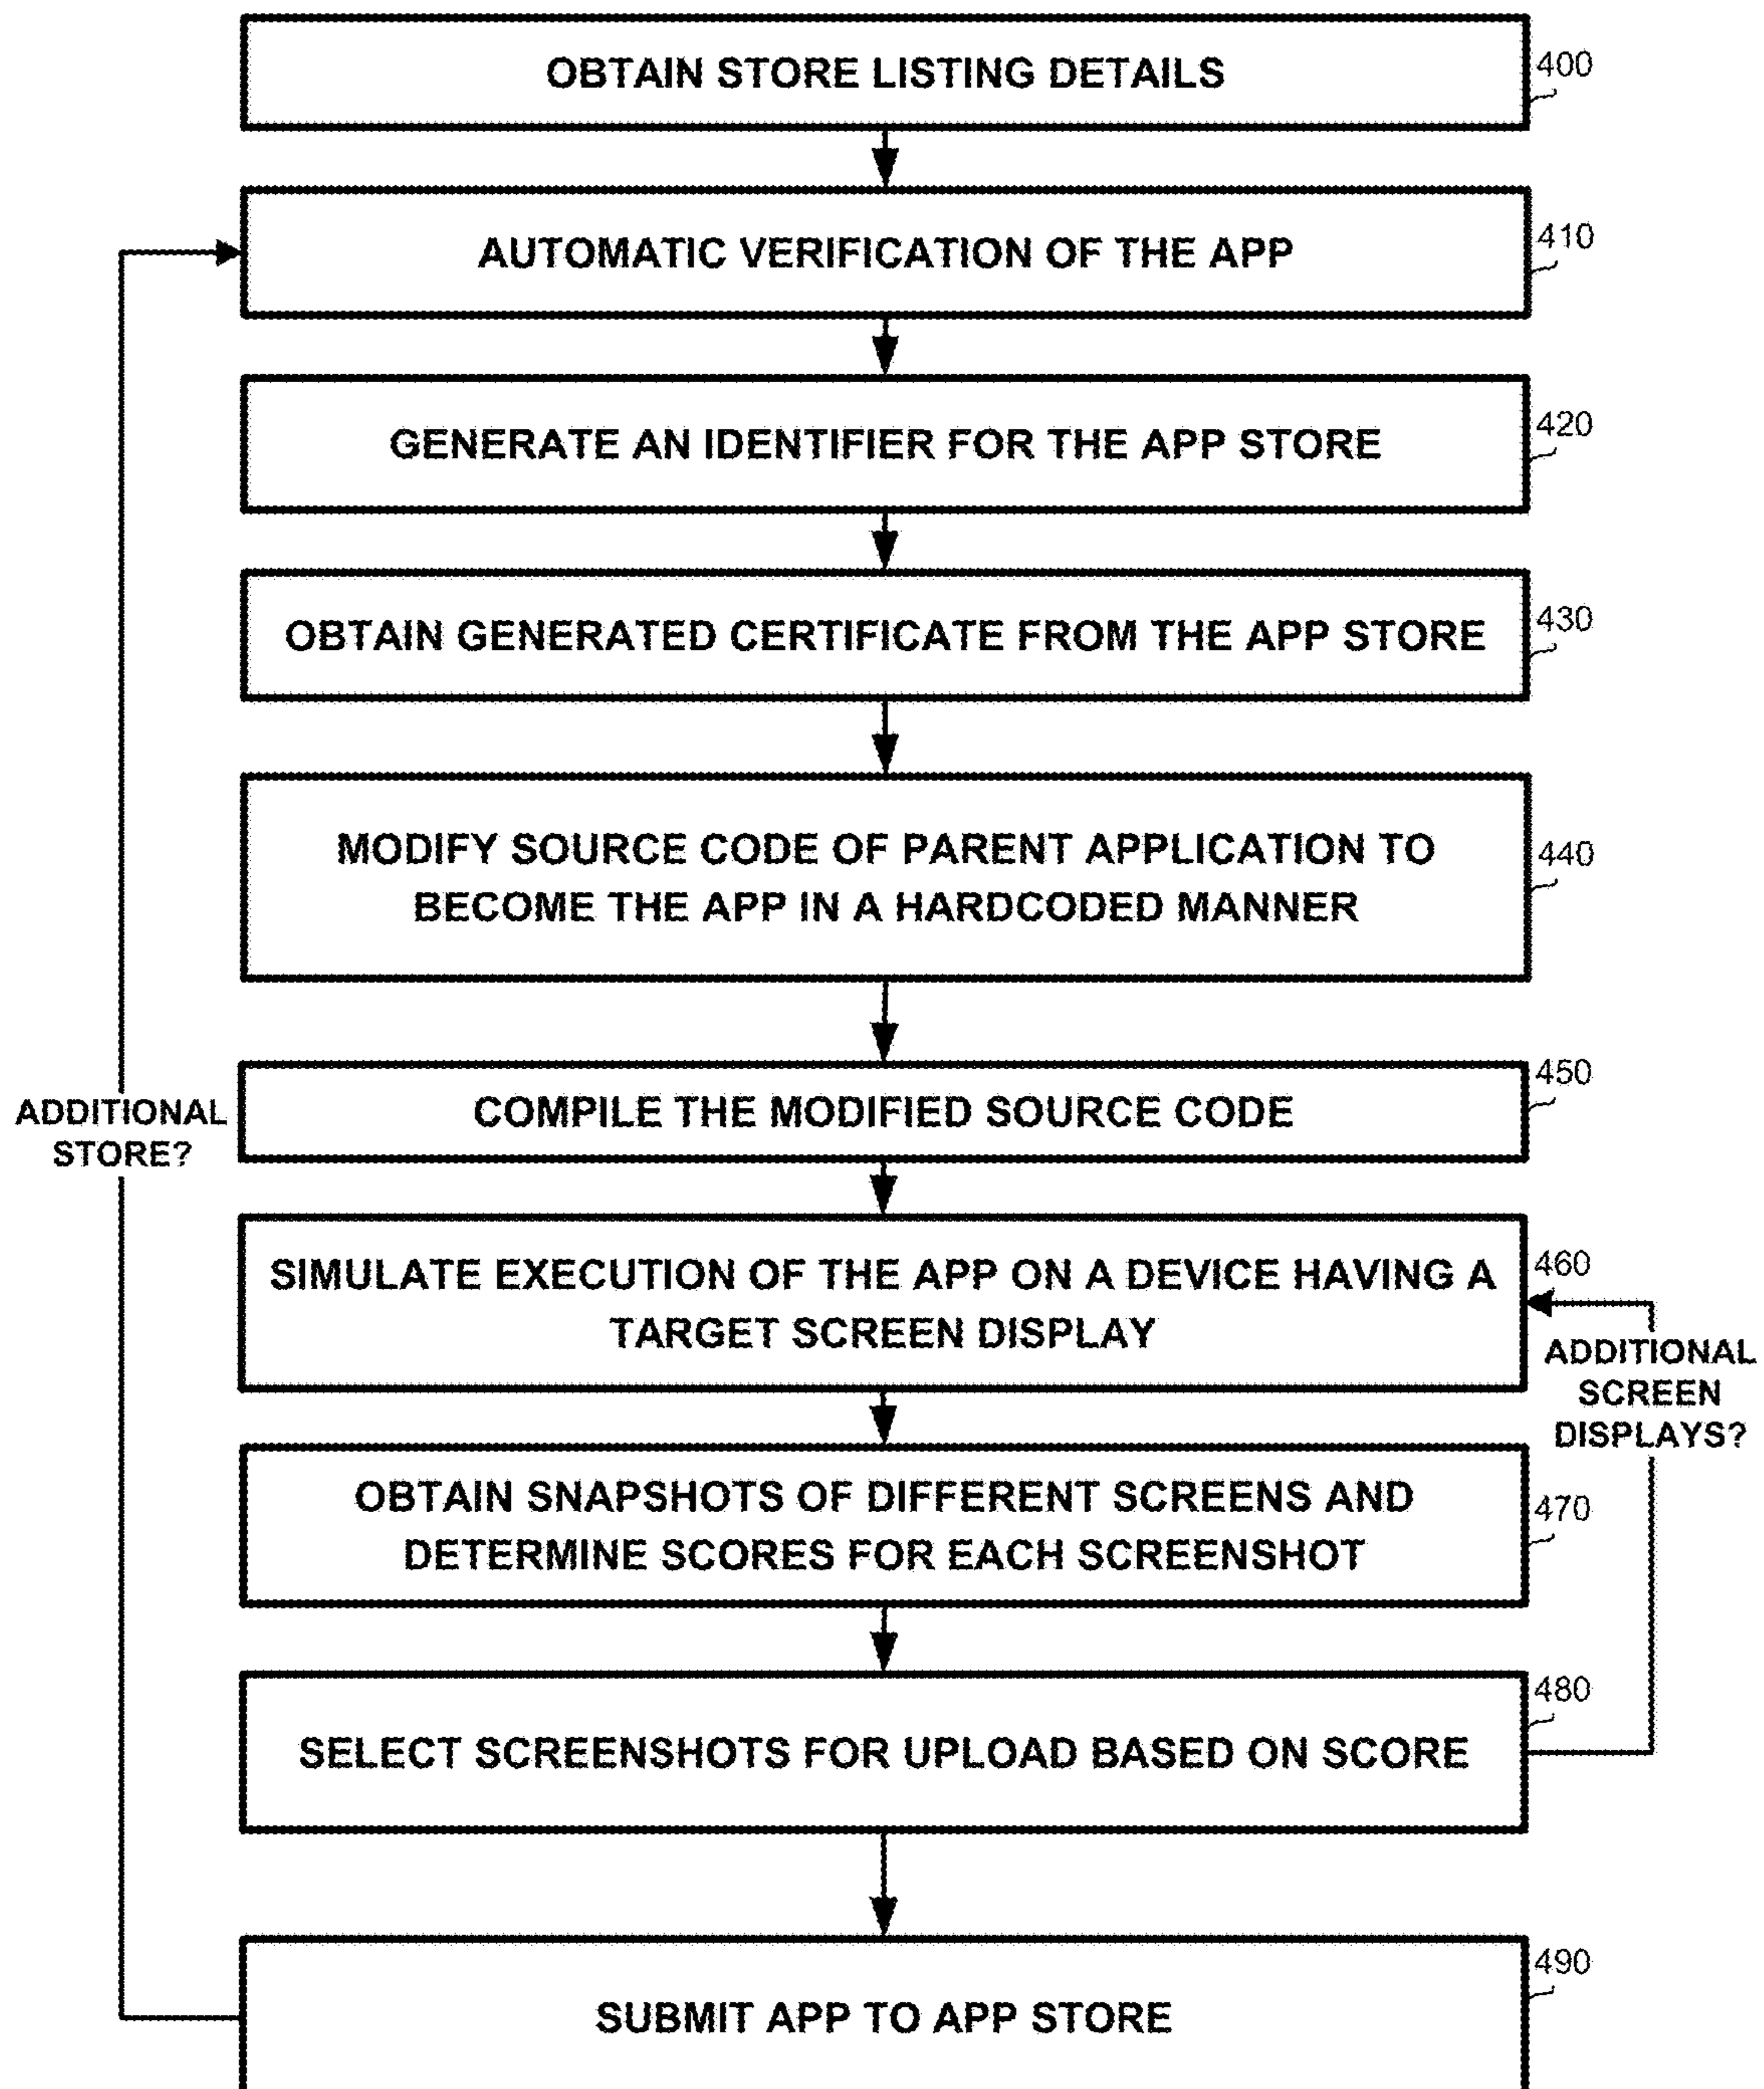 OBTAIN STORE LISTING DETAILS
400
AUTOMATIC VERIFICATION OF THE APP
410
GENERATE AN IDENTIFIER FOR THE APP STORE
420
OBTAIN GENERATED CERTIFICATE FROM THE APP STORE
430
MODIFY SOURCE CODE OF PARENT APPLICATION TO
BECOME THE APP IN A HARDCODED MANNER
440
COMPILE THE MODIFIED SOURCE CODE
450
ADDITIONAL
STORE?
SIMULATE EXECUTION OF THE APP ON A DEVICE HAVING A
TARGET SCREEN DISPLAY
460
ADDITIONAL
SCREEN
DISPLAYS?
OBTAIN SNAPSHOTS OF DIFFERENT SCREENS AND
DETERMINE SCORES FOR EACH SCREENSHOT
470
SELECT SCREENSHOTS FOR UPLOAD BASED ON SCORE
480
SUBMIT APP TO APP STORE
490